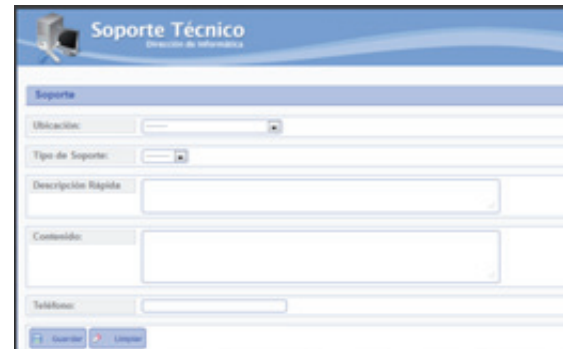 Soporte Técnico
Dirección de Informática
Soporte
Ubicación:
Tipo de Soporte:
Descripción Rápida
Contenido:
Teléfono:
Guardar Limpiar